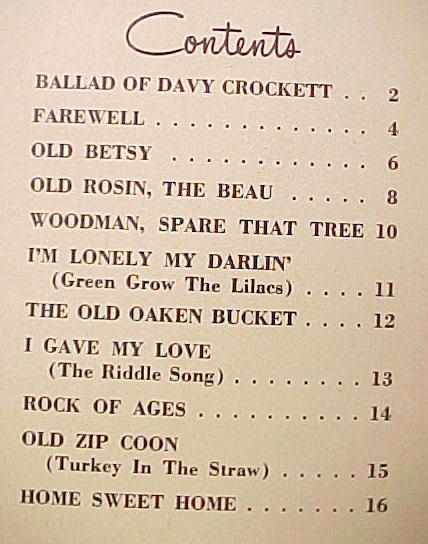 Contents
BALLAD OF DAVY CROCKETT . . 2
FAREWELL . . . . . . . . . . . . . 4
OLD BETSY . . . . . . . . . . . . 6
OLD ROSIN, THE BEAU . . . . . 8
WOODMAN, SPARE THAT TREE 10
I'M LONELY MY DARLIN'
(Green Grow The Lilacs) . . . . 11
THE OLD OAKEN BUCKET . . . . 12
I GAVE MY LOVE
(The Riddle Song) . . . . . . . . 13
ROCK OF AGES . . . . . . . . . . 14
OLD ZIP COON
(Turkey In The Straw) . . . . . 15
HOME SWEET HOME . . . . . . . 16